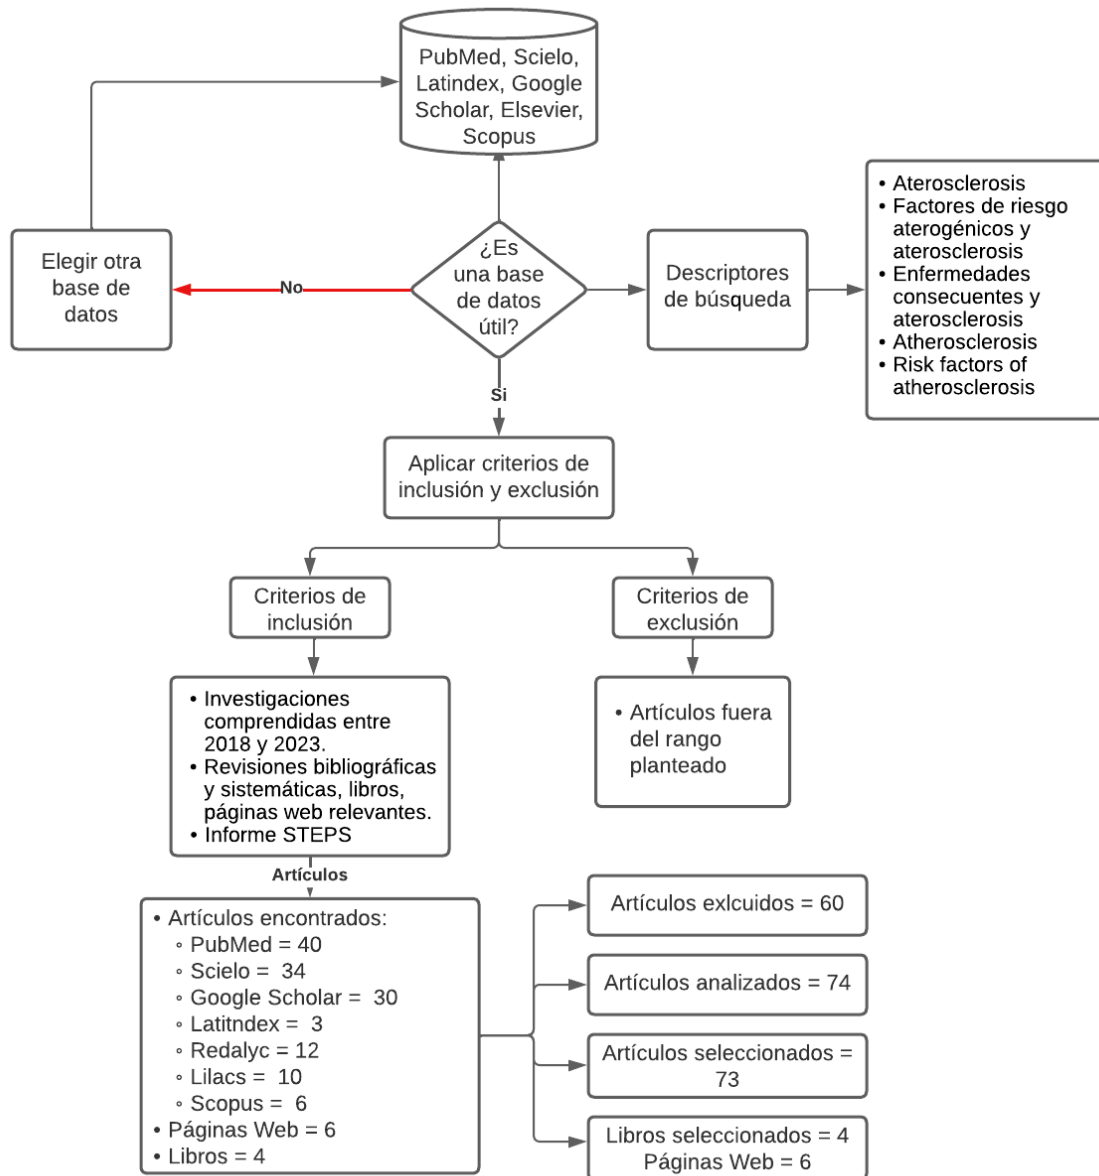 PubMed, Scielo,
Latindex, Google
Scholar, Elsevier,
Scopus
Elegir otra
base de
datos
No
¿Es
una base
de datos
útil?
Descriptores
de búsqueda
• Aterosclerosis
• Factores de riesgo
aterogénicos y
aterosclerosis
• Enfermedades
consecuentes y
aterosclerosis
• Atherosclerosis
• Risk factors of
atherosclerosis
Si
Aplicar criterios de
inclusión y exclusión
Criterios de
inclusión
Criterios de
exclusión
• Investigaciones
comprendidas entre
2018 y 2023.
• Revisiones bibliográficas
y sistemáticas, libros,
páginas web relevantes.
• Informe STEPS
• Artículos fuera
del rango
planteado
Artículos
• Artículos encontrados:
◦ PubMed = 40
◦ Scielo = 34
◦ Google Scholar = 30
◦ Latitndex = 3
◦ Redalyc = 12
◦ Lilacs = 10
◦ Scopus = 6
• Páginas Web = 6
• Libros = 4
Artículos exlcuidos = 60
Artículos analizados = 74
Artículos seleccionados =
73
Libros seleccionados = 4
Páginas Web = 6